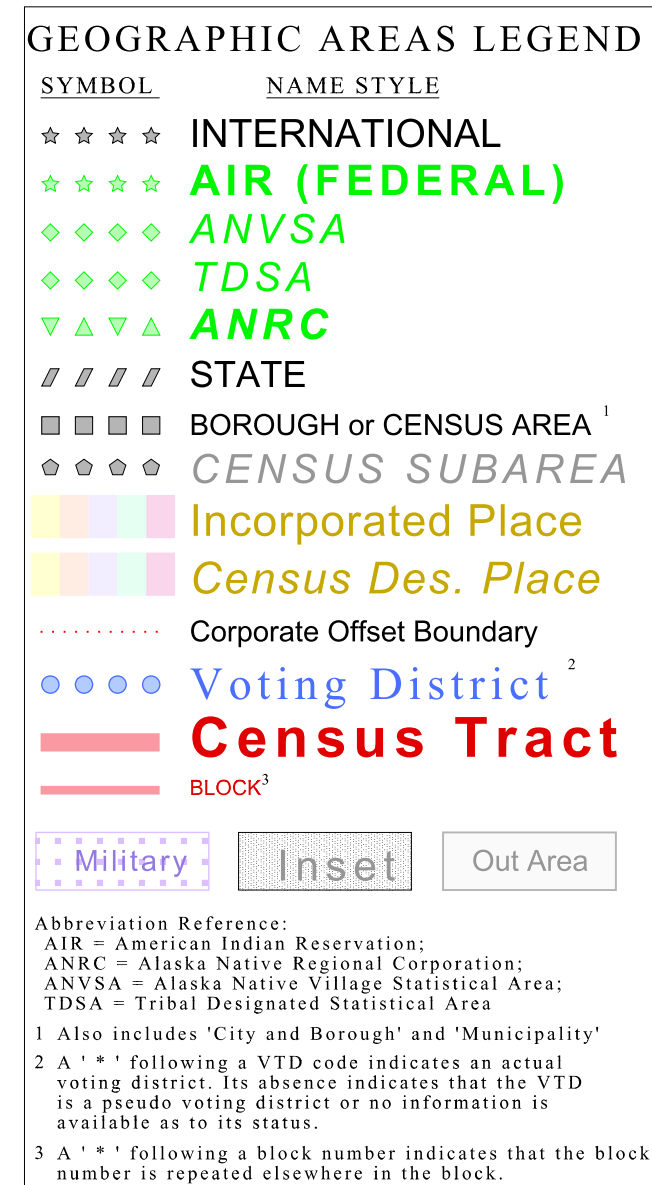 GEOGRAPHIC AREAS LEGEND
SYMBOL NAME STYLE
INTERNATIONAL
AIR (FEDERAL)
ANVSA
TDSA
ANRC
STATE
BOROUGH or CENSUS AREA 1
CENSUS SUBAREA
Incorporated Place
Census Des. Place
Corporate Offset Boundary
Voting District 2
Census Tract
BLOCK3
Military Inset Out Area
Abbreviation Reference:
AIR = American Indian Reservation;
ANRC = Alaska Native Regional Corporation;
ANVSA = Alaska Native Village Statistical Area;
TDSA = Tribal Designated Statistical Area
1 Also includes 'City and Borough' and 'Municipality'
2 A ' * ' following a VTD code indicates an actual
voting district. Its absence indicates that the VTD
is a pseudo voting district or no information is
available as to its status.
3 A ' * ' following a block number indicates that the block
number is repeated elsewhere in the block.